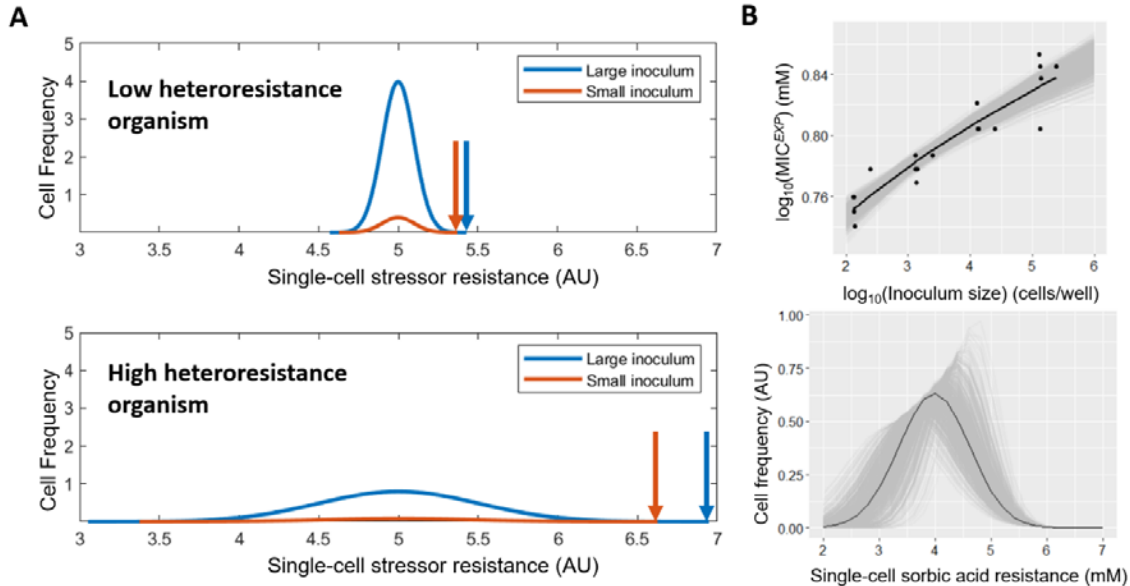 A
Low heteroresistance
organism
Large inoculum
Small inoculum
Cell Frequency
5
4
3
2
1
3
3.5
4
4.5
5
5.5
6
6.5
7
Single-cell stressor resistance (AU)
High heteroresistance
organism
Large inoculum
Small inoculum
Cell Frequency
5
4
3
2
1
3
3.5
4
4.5
5
5.5
6
6.5
7
Single-cell stressor resistance (AU)
B
log10(MIC^EXP) (mM)
0.84
0.80
0.76
2
3
4
5
6
log10(Inoculum size) (cells/well)
Cell frequency (AU)
1.00
0.75
0.50
0.25
0.00
2
3
4
5
6
7
Single-cell sorbic acid resistance (mM)